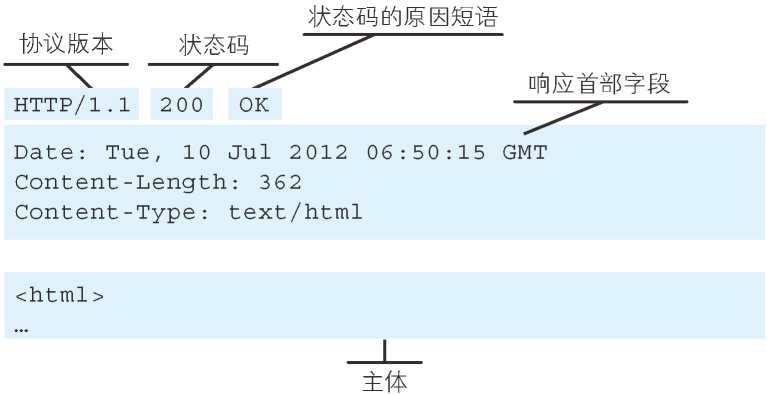 状态码的原因短语
协议版本 状态码
响应首部字段
HTTP/1.1 200 OK
Date: Tue, 10 Jul 2012 06:50:15 GMT
Content-Length: 362
Content-Type: text/html
<html>
…
主体